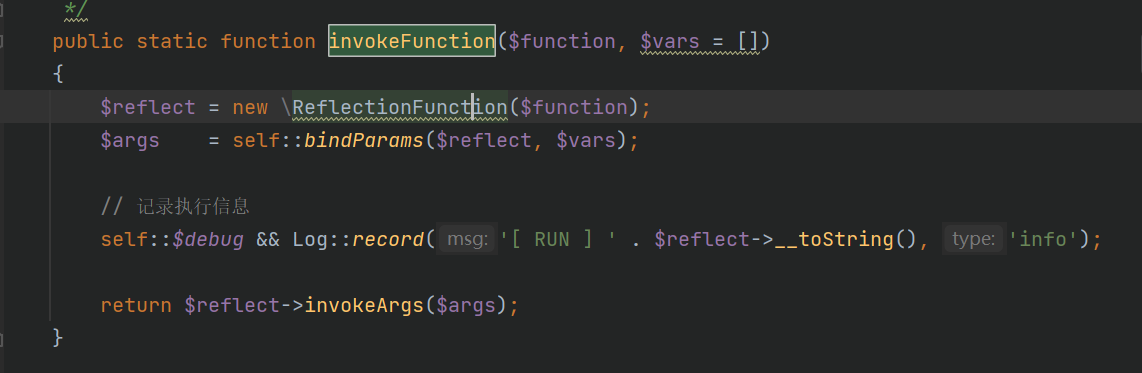 */
public static function invokeFunction($function, $vars = [])
{
$reflect = new \ReflectionFunction($function);
$args    = self::bindParams($reflect, $vars);
// 记录执行信息
self::$debug && Log::record( msg: '[ RUN ] ' . $reflect->__toString(), type: 'info');
return $reflect->invokeArgs($args);
}